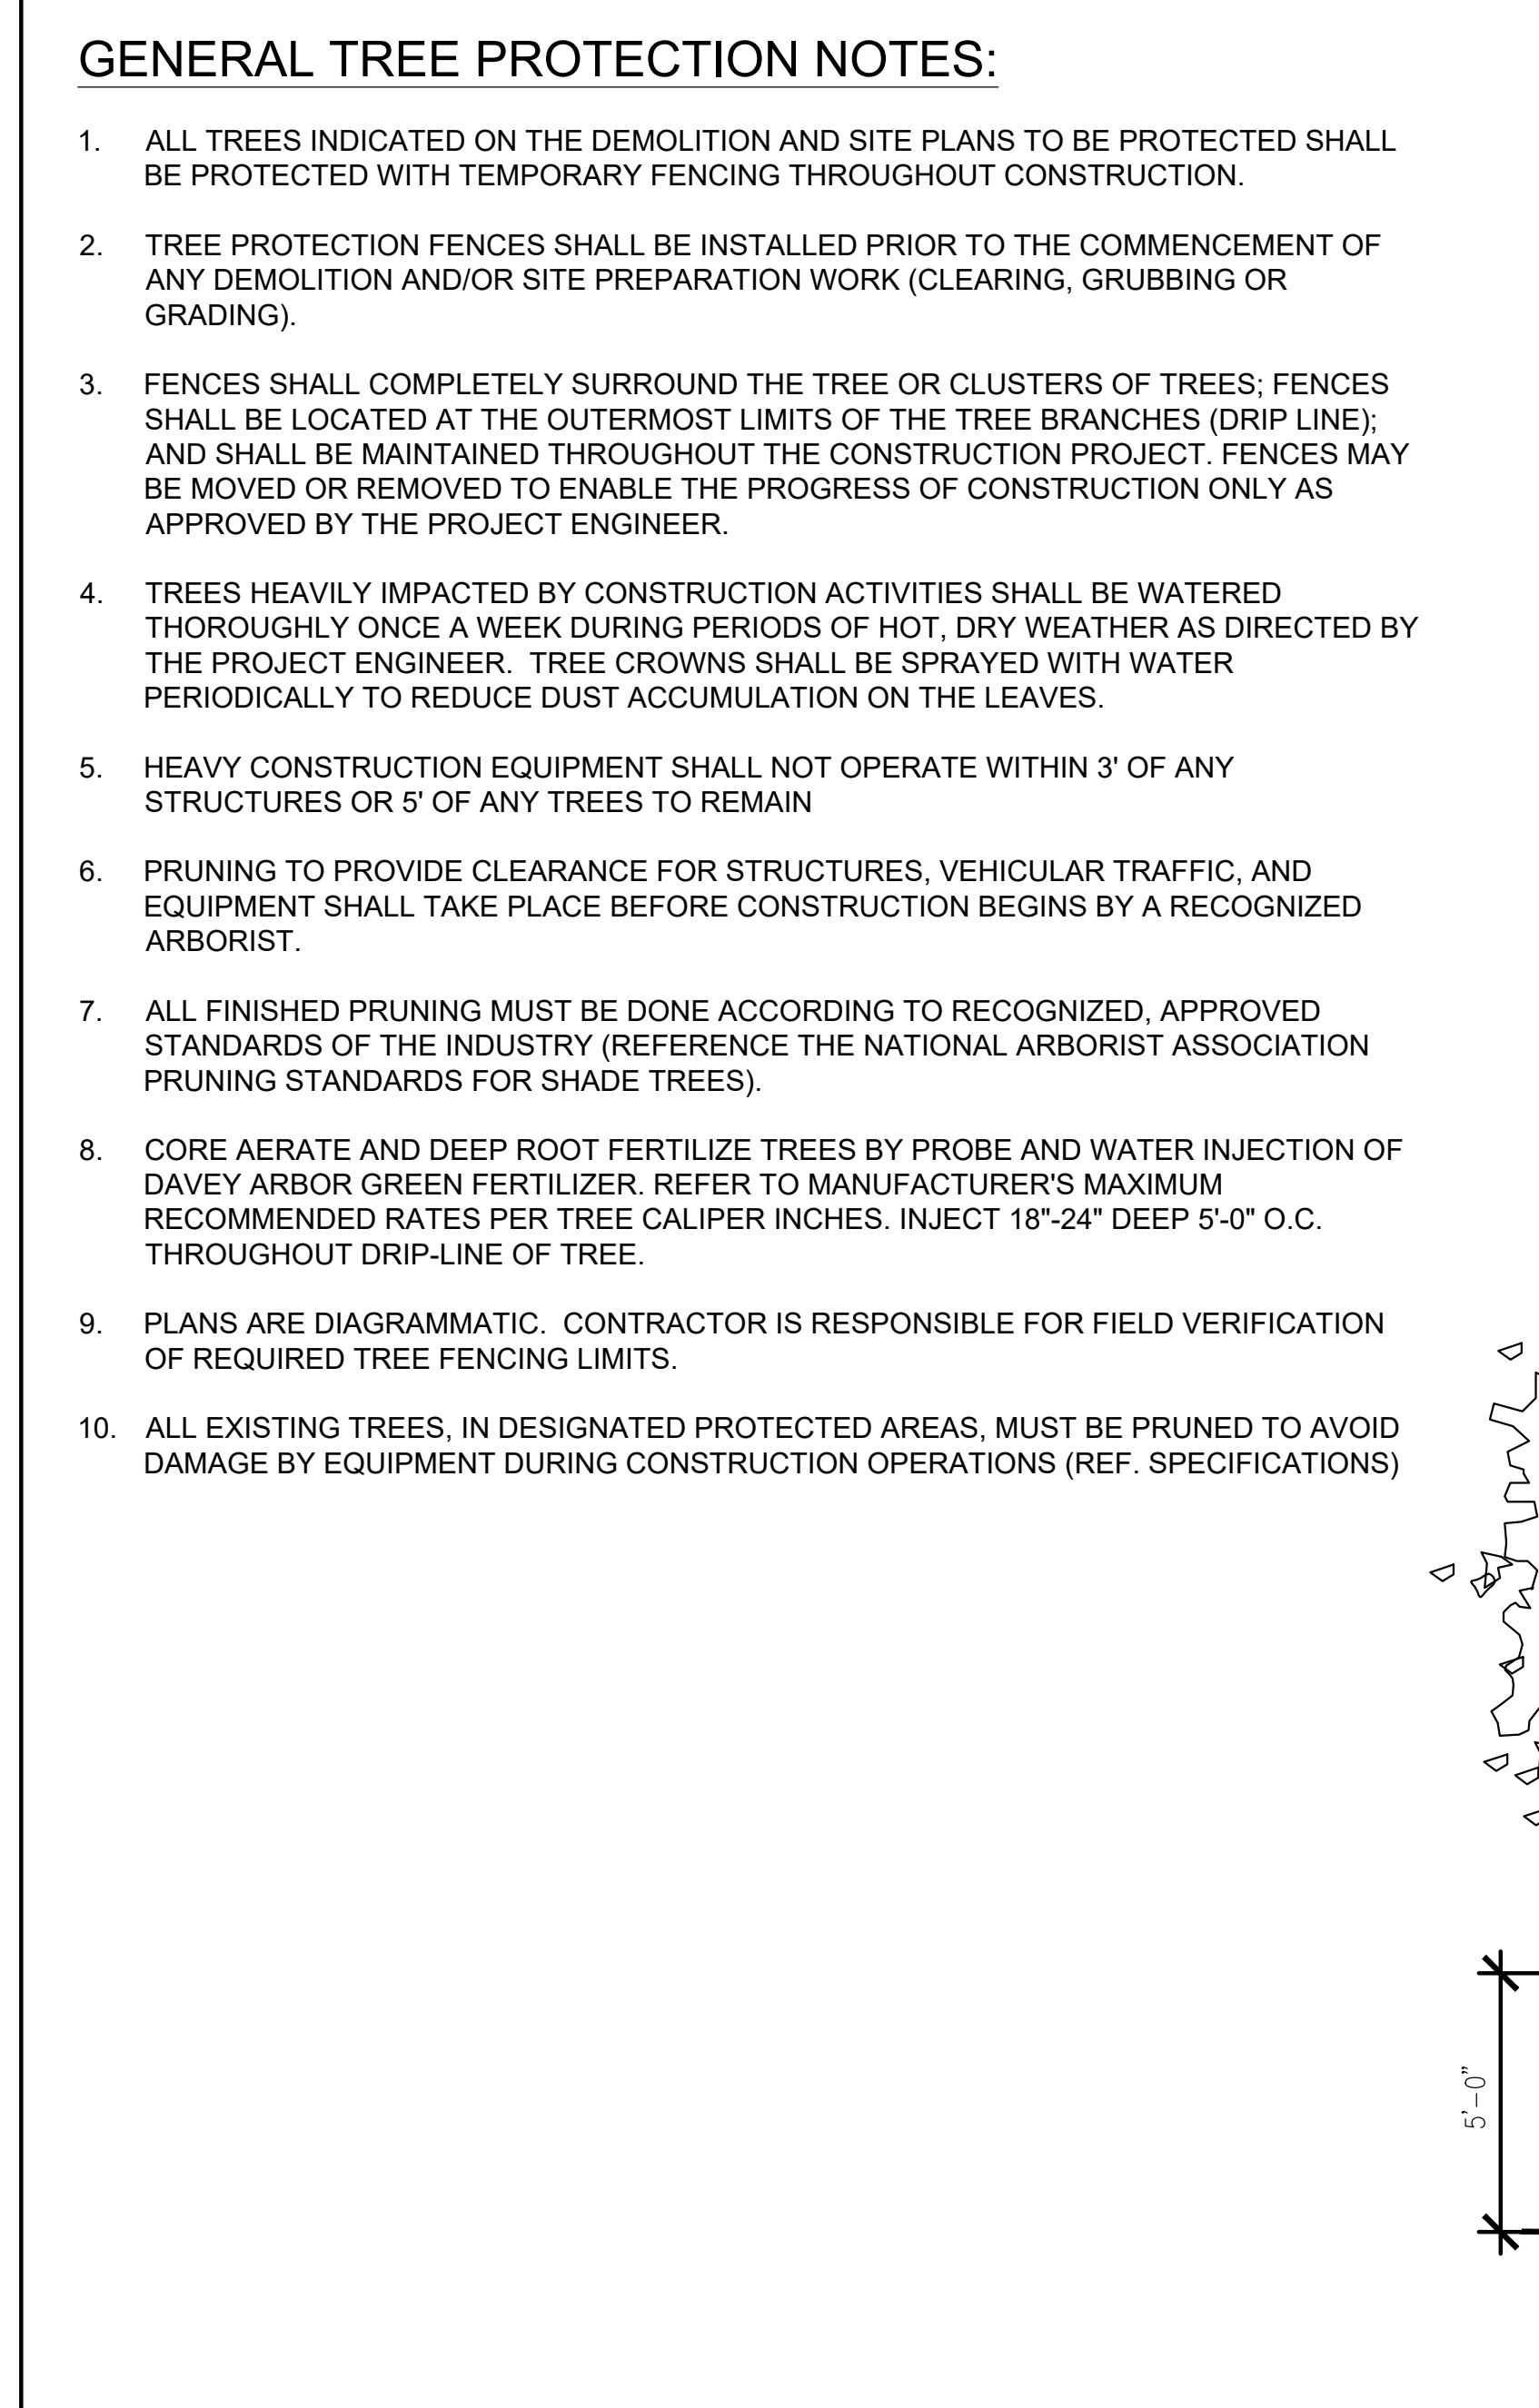 GENERAL TREE PROTECTION NOTES:
1. ALL TREES INDICATED ON THE DEMOLITION AND SITE PLANS TO BE PROTECTED SHALL
BE PROTECTED WITH TEMPORARY FENCING THROUGHOUT CONSTRUCTION.
2. TREE PROTECTION FENCES SHALL BE INSTALLED PRIOR TO THE COMMENCEMENT OF
ANY DEMOLITION AND/OR SITE PREPARATION WORK (CLEARING, GRUBBING OR
GRADING).
3. FENCES SHALL COMPLETELY SURROUND THE TREE OR CLUSTERS OF TREES; FENCES
SHALL BE LOCATED AT THE OUTERMOST LIMITS OF THE TREE BRANCHES (DRIP LINE);
AND SHALL BE MAINTAINED THROUGHOUT THE CONSTRUCTION PROJECT. FENCES MAY
BE MOVED OR REMOVED TO ENABLE THE PROGRESS OF CONSTRUCTION ONLY AS
APPROVED BY THE PROJECT ENGINEER.
4. TREES HEAVILY IMPACTED BY CONSTRUCTION ACTIVITIES SHALL BE WATERED
THOROUGHLY ONCE A WEEK DURING PERIODS OF HOT, DRY WEATHER AS DIRECTED BY
THE PROJECT ENGINEER.  TREE CROWNS SHALL BE SPRAYED WITH WATER
PERIODICALLY TO REDUCE DUST ACCUMULATION ON THE LEAVES.
5. HEAVY CONSTRUCTION EQUIPMENT SHALL NOT OPERATE WITHIN 3' OF ANY
STRUCTURES OR 5' OF ANY TREES TO REMAIN
6. PRUNING TO PROVIDE CLEARANCE FOR STRUCTURES, VEHICULAR TRAFFIC, AND
EQUIPMENT SHALL TAKE PLACE BEFORE CONSTRUCTION BEGINS BY A RECOGNIZED
ARBORIST.
7. ALL FINISHED PRUNING MUST BE DONE ACCORDING TO RECOGNIZED, APPROVED
STANDARDS OF THE INDUSTRY (REFERENCE THE NATIONAL ARBORIST ASSOCIATION
PRUNING STANDARDS FOR SHADE TREES).
8. CORE AERATE AND DEEP ROOT FERTILIZE TREES BY PROBE AND WATER INJECTION OF
DAVEY ARBOR GREEN FERTILIZER. REFER TO MANUFACTURER'S MAXIMUM
RECOMMENDED RATES PER TREE CALIPER INCHES. INJECT 18"-24" DEEP 5'-0" O.C.
THROUGHOUT DRIP-LINE OF TREE.
9. PLANS ARE DIAGRAMMATIC.  CONTRACTOR IS RESPONSIBLE FOR FIELD VERIFICATION
OF REQUIRED TREE FENCING LIMITS.
10. ALL EXISTING TREES, IN DESIGNATED PROTECTED AREAS, MUST BE PRUNED TO AVOID
DAMAGE BY EQUIPMENT DURING CONSTRUCTION OPERATIONS (REF. SPECIFICATIONS)
5'-0"